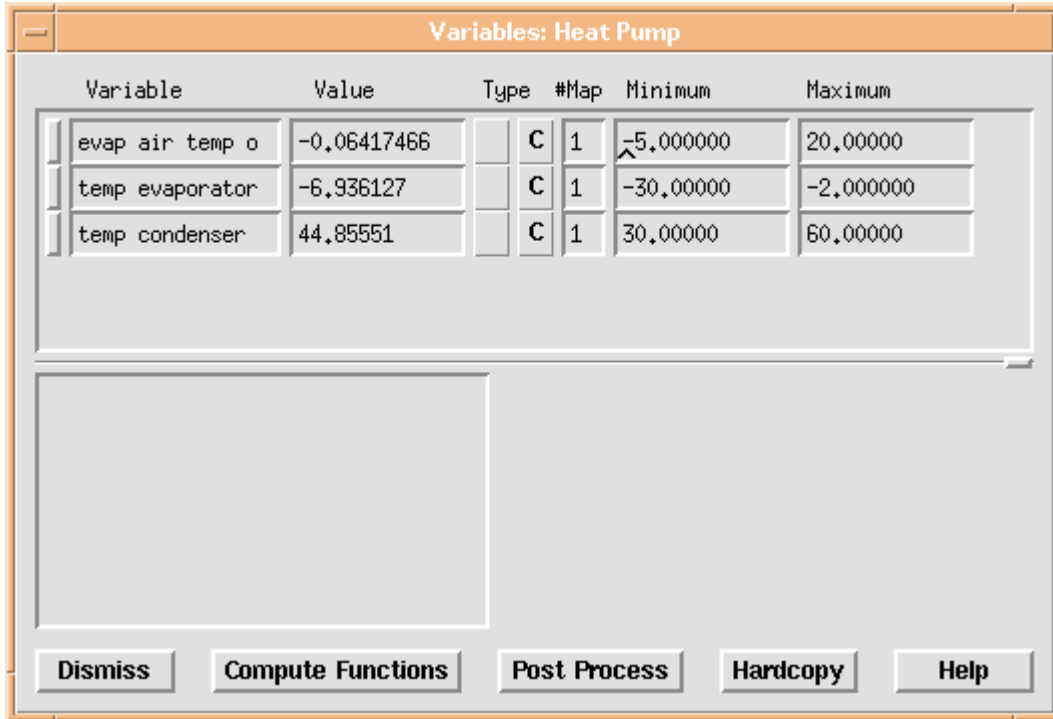 Variables: Heat Pump
Variable Value Type #Map Minimum Maximum
evap air temp o -0.06417466 C 1 -5.000000 20.00000
temp evaporator -6.936127 C 1 -30.00000 -2.000000
temp condenser 44.85551 C 1 30.00000 60.00000
Dismiss Compute Functions Post Process Hardcopy Help